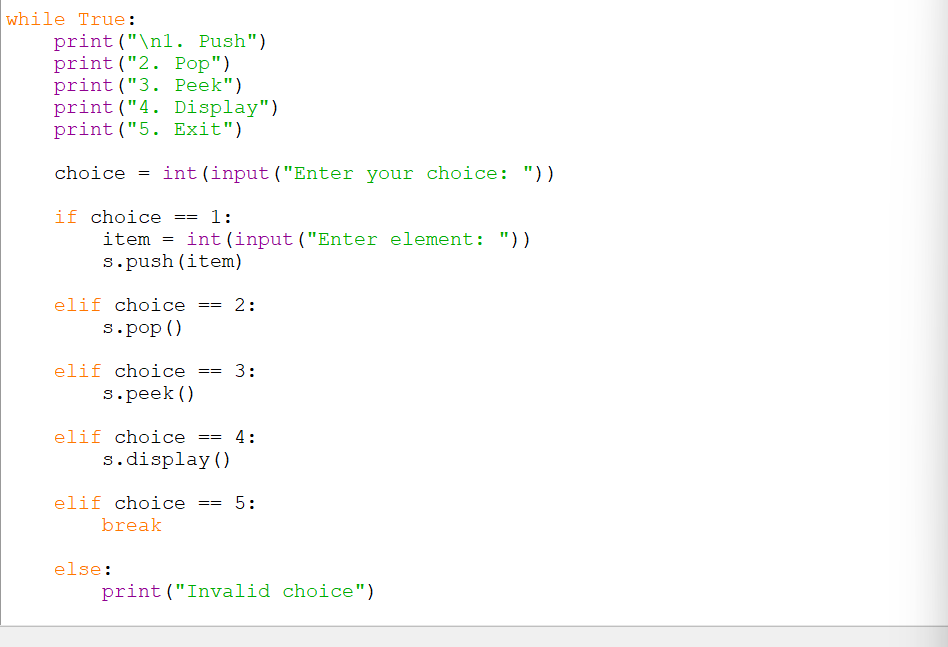 while True:
    print("\n1. Push")
    print("2. Pop")
    print("3. Peek")
    print("4. Display")
    print("5. Exit")
    choice = int(input("Enter your choice: "))
    if choice == 1:
        item = int(input("Enter element: "))
        s.push(item)
    elif choice == 2:
        s.pop()
    elif choice == 3:
        s.peek()
    elif choice == 4:
        s.display()
    elif choice == 5:
        break
    else:
        print("Invalid choice")